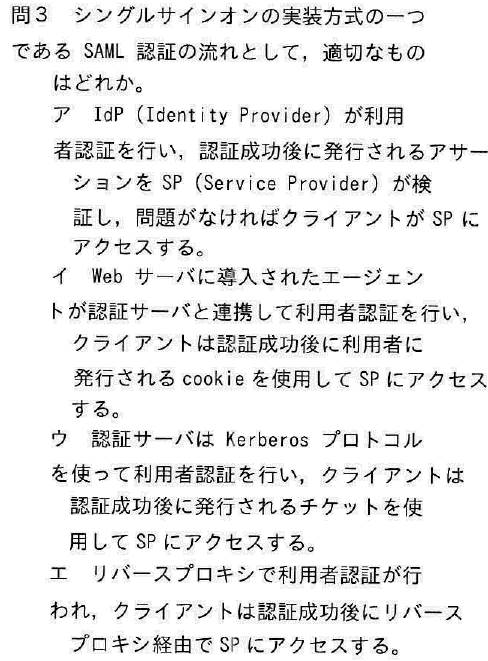 問3 シングルサインオンの実装方式の一つ
である SAML 認証の流れとして，適切なもの
はどれか。
ア IdP（Identity Provider）が利用
者認証を行い，認証成功後に発行されるアサー
ションを SP（Service Provider）が検
証し，問題がなければクライアントが SP に
アクセスする。
イ Web サーバに導入されたエージェン
トが認証サーバと連携して利用者認証を行い，
クライアントは認証成功後に利用者に
発行される cookie を使用して SP にアクセス
する。
ウ 認証サーバは Kerberos プロトコル
を使って利用者認証を行い，クライアントは
認証成功後に発行されるチケットを使
用して SP にアクセスする。
エ リバースプロキシで利用者認証が行
われ，クライアントは認証成功後にリバース
プロキシ経由で SP にアクセスする。